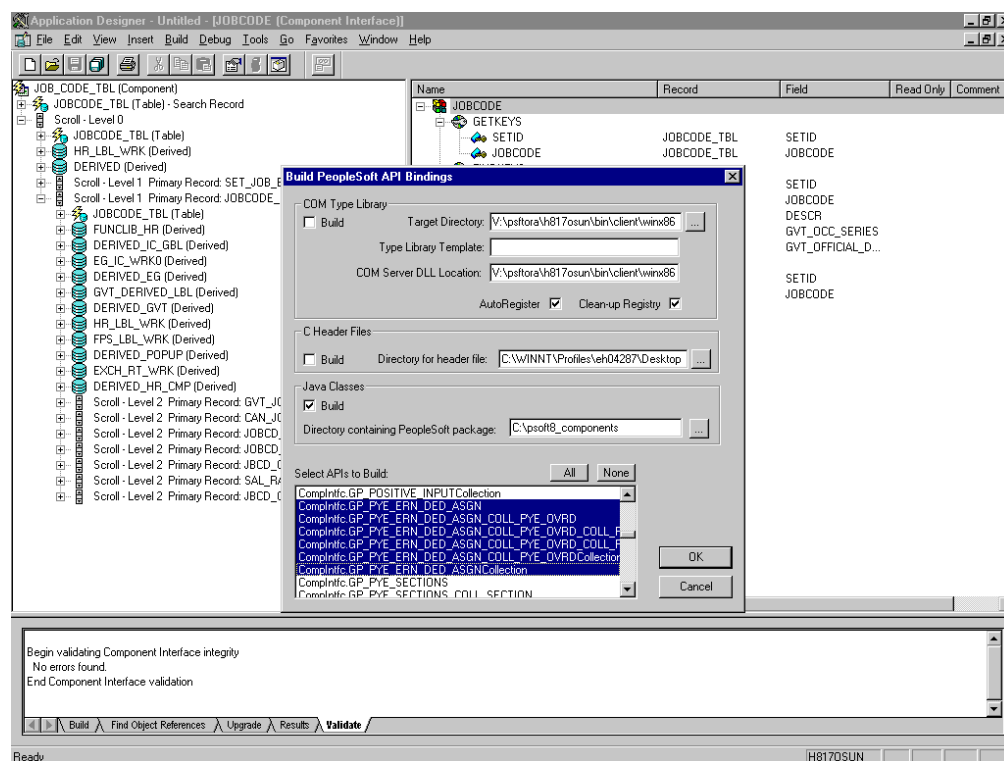 Application Designer - Untitled - [JOBCODE (Component Interface)]
File Edit View Insert Build Debug Tools Go Favorites Window Help
JOB_CODE_TBL (Component)
JOBCODE_TBL (Table) - Search Record
Scroll - Level 0
JOBCODE_TBL (Table)
HR_LBL_WRK (Derived)
DERIVED (Derived)
Scroll - Level 1 Primary Record: SET_JOB_
Scroll - Level 1 Primary Record: JOBCODE_
JOBCODE_TBL (Table)
FUNCLIB_HR (Derived)
DERIVED_IC_GBL (Derived)
EG_IC_WRK0 (Derived)
DERIVED_EG (Derived)
GVT_DERIVED_LBL (Derived)
DERIVED_GVT (Derived)
HR_LBL_WRK (Derived)
FPS_LBL_WRK (Derived)
DERIVED_POPUP (Derived)
EXCH_RT_WRK (Derived)
DERIVED_HR_CMP (Derived)
Scroll - Level 2 Primary Record: GVT_JO
Scroll - Level 2 Primary Record: CAN_JO
Scroll - Level 2 Primary Record: JOBCD_
Scroll - Level 2 Primary Record: JOBCD_
Scroll - Level 2 Primary Record: JBCD_
Scroll - Level 2 Primary Record: SAL_RA
Scroll - Level 2 Primary Record: JBCD_
Name Record Field Read Only Comment
JOBCODE
GETKEYS
SETID JOBCODE_TBL SETID
JOBCODE JOBCODE_TBL JOBCODE
SETID
JOBCODE
DESCR
GVT_OCC_SERIES
GVT_OFFICIAL_D...
SETID
JOBCODE
Build PeopleSoft API Bindings
COM Type Library
Build Target Directory: V:\psftora\h817osun\bin\client\winx86 ...
Type Library Template:
COM Server DLL Location: V:\psftora\h817osun\bin\client\winx86
AutoRegister Clean-up Registry
C Header Files
Build Directory for header file: C:\WINNT\Profiles\eh04287\Desktop ...
Java Classes
Build
Directory containing PeopleSoft package: C:\psoft8_components ...
Select APIs to Build: All None
CompIntfc.GP_POSITIVE_INPUTCollection
CompIntfc.GP_PYE_ERN_DED_ASGN
CompIntfc.GP_PYE_ERN_DED_ASGN_COLL_PYE_OVRD
CompIntfc.GP_PYE_ERN_DED_ASGN_COLL_PYE_OVRD_COLL_F
CompIntfc.GP_PYE_ERN_DED_ASGN_COLL_PYE_OVRD_COLL_F
CompIntfc.GP_PYE_ERN_DED_ASGN_COLL_PYE_OVRDCollection
CompIntfc.GP_PYE_ERN_DED_ASGNCollection
CompIntfc.GP_PYE_SECTIONS
CompIntfc.GP_PYE_SECTIONS_COLL_SECTION
OK
Cancel
Begin validating Component Interface integrity
No errors found.
End Component Interface validation
Build Find Object References Upgrade Results Validate
Ready H817OSUN